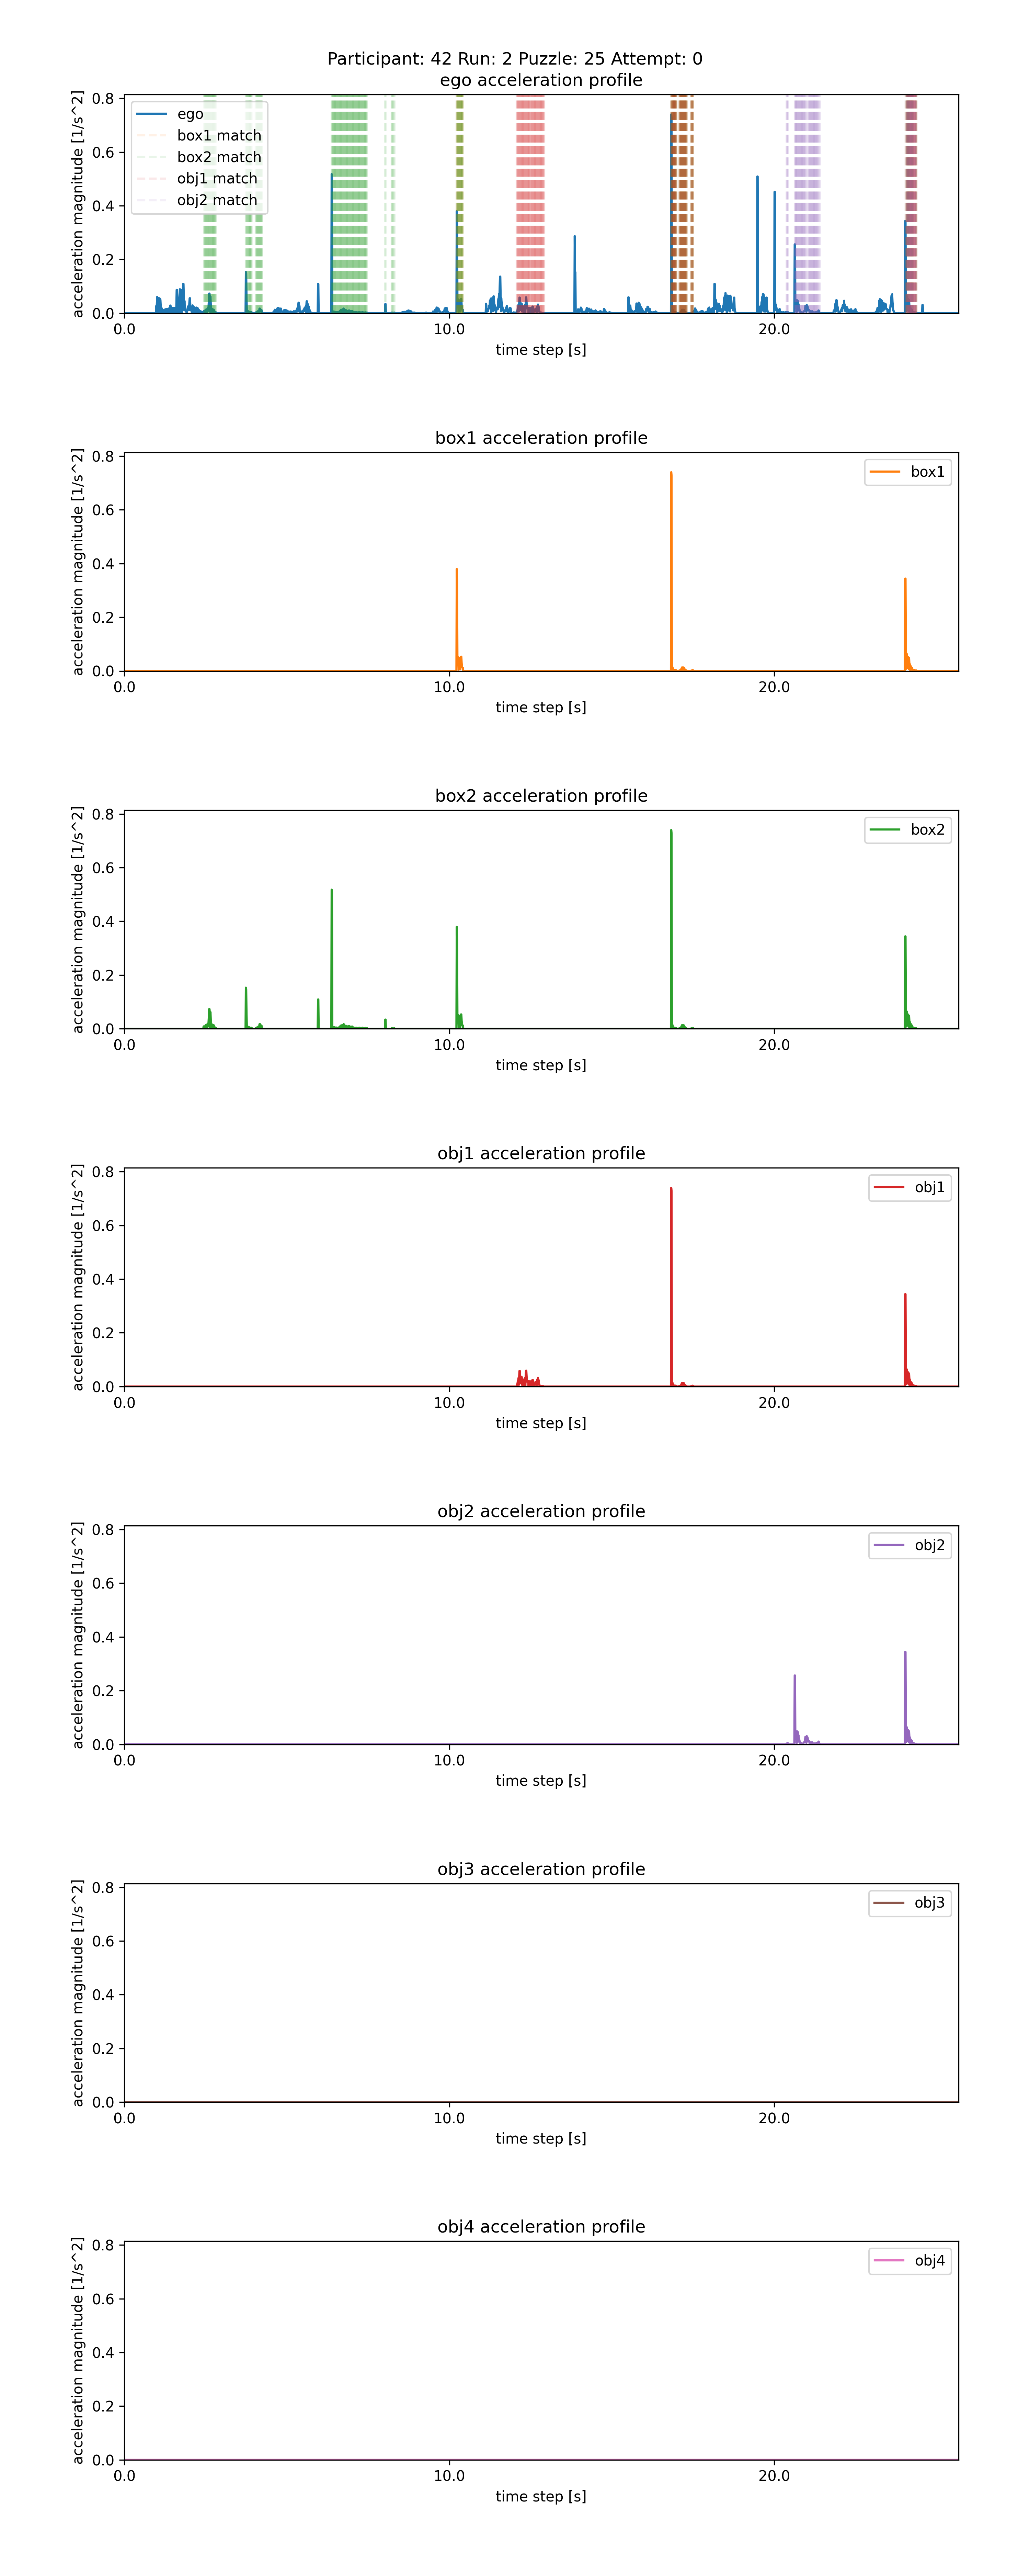 Participant: 42 Run: 2 Puzzle: 25 Attempt: 0
ego acceleration profile
acceleration magnitude [1/s^2]
0.8
0.6
0.4
0.2
0.0
ego
box1 match
box2 match
obj1 match
obj2 match
0.0 10.0 20.0
time step [s]
box1 acceleration profile
acceleration magnitude [1/s^2]
0.8
0.6
0.4
0.2
0.0
box1
0.0 10.0 20.0
time step [s]
box2 acceleration profile
acceleration magnitude [1/s^2]
0.8
0.6
0.4
0.2
0.0
box2
0.0 10.0 20.0
time step [s]
obj1 acceleration profile
acceleration magnitude [1/s^2]
0.8
0.6
0.4
0.2
0.0
obj1
0.0 10.0 20.0
time step [s]
obj2 acceleration profile
acceleration magnitude [1/s^2]
0.8
0.6
0.4
0.2
0.0
obj2
0.0 10.0 20.0
time step [s]
obj3 acceleration profile
acceleration magnitude [1/s^2]
0.8
0.6
0.4
0.2
0.0
obj3
0.0 10.0 20.0
time step [s]
obj4 acceleration profile
acceleration magnitude [1/s^2]
0.8
0.6
0.4
0.2
0.0
obj4
0.0 10.0 20.0
time step [s]